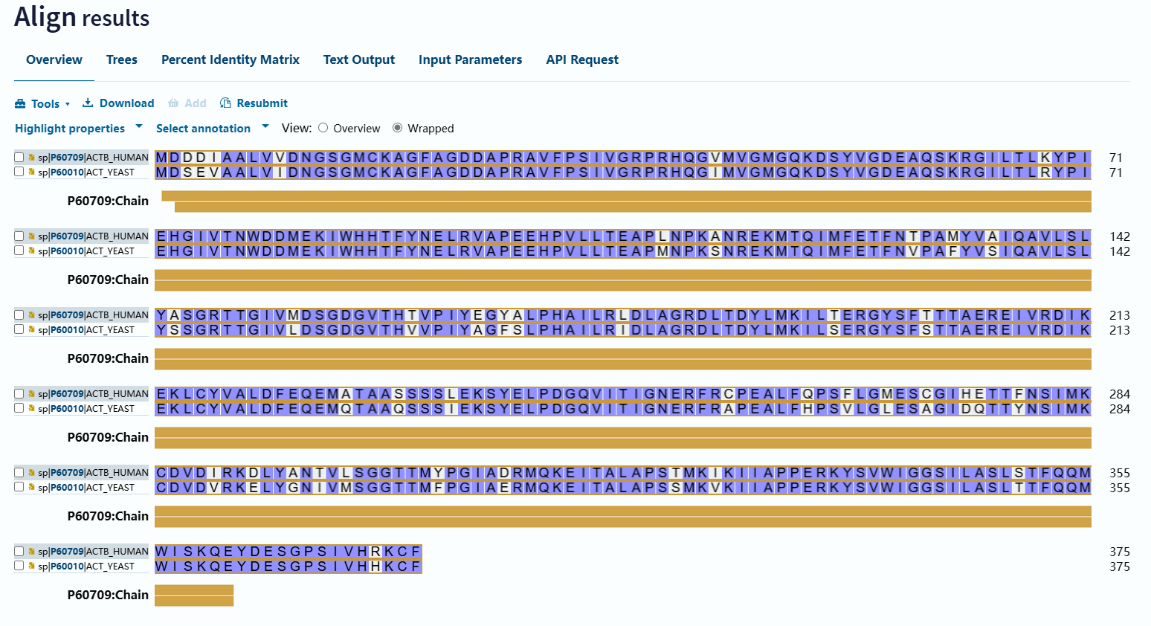 Align results
Overview Trees Percent Identity Matrix Text Output Input Parameters API Request
Tools Download Add Resubmit
Highlight properties Select annotation View: Overview Wrapped
sp|P60709|ACTB_HUMAN MDDDIAALVVDNGSGMCKAGFAGDDAPRAVFPSIVGRPRHQGVMVGMGQKDSYVGDEAQSKRGILTLKYPI 71
sp|P60010|ACT_YEAST MDSEVAALVIDNGSGMCKAGFAGDDAPRAVFPSIVGRPRHQGIMVGMGQKDSYVGDEAQSKRGILTLRYPI 71
P60709:Chain
sp|P60709|ACTB_HUMAN EHGIVTNWDDMEKIWHHTFYNELRVAPEEHPVLLTEAPLNPKANREKMTQIMFETFNTPAMYVAIQAVLSL 142
sp|P60010|ACT_YEAST EHGIVTNWDDMEKIWHHTFYNELRVAPEEHPVLLTEAPMNPKSNREKMTQIMFETFNVPAFYVSIQAVLSL 142
P60709:Chain
sp|P60709|ACTB_HUMAN YASGRTTGIVMDSGDGVTHTVPIYEGYALPHAILRLDLAGRDLTDYLMKILTERGYSFTTTAEREIVRDIK 213
sp|P60010|ACT_YEAST YSSGRTTGIVLDSGDGVTHVVPIYAGFSLPHAILRIDLAGRDLTDYLMKILSERGYSFSTTAEREIVRDIK 213
P60709:Chain
sp|P60709|ACTB_HUMAN EKLCYVALDFEQEMATAASSSSLEKSYELPDGQVITIGNERFRCPEALFQPSFLGMESCGIHETTFNSIMK 284
sp|P60010|ACT_YEAST EKLCYVALDFEQEMQTAAQSSSIEKSYELPDGQVITIGNERFRAPEALFHPSVLGLESAGIDQTTYNSIMK 284
P60709:Chain
sp|P60709|ACTB_HUMAN CDVDIRKDLYANTVLSGGTTMYPGIADRMQKEITALAPSTMKIKIIAPPERKYSVWIGGSILASLSTFQQM 355
sp|P60010|ACT_YEAST CDVDVRKELYGNIVMSGGTTMFPGIAERMQKEITALAPSSMKVKIIAPPERKYSVWIGGSILASLTTFQQM 355
P60709:Chain
sp|P60709|ACTB_HUMAN WISKQEYDESGPSIVHRKCF 375
sp|P60010|ACT_YEAST WISKQEYDESGPSIVHHKCF 375
P60709:Chain